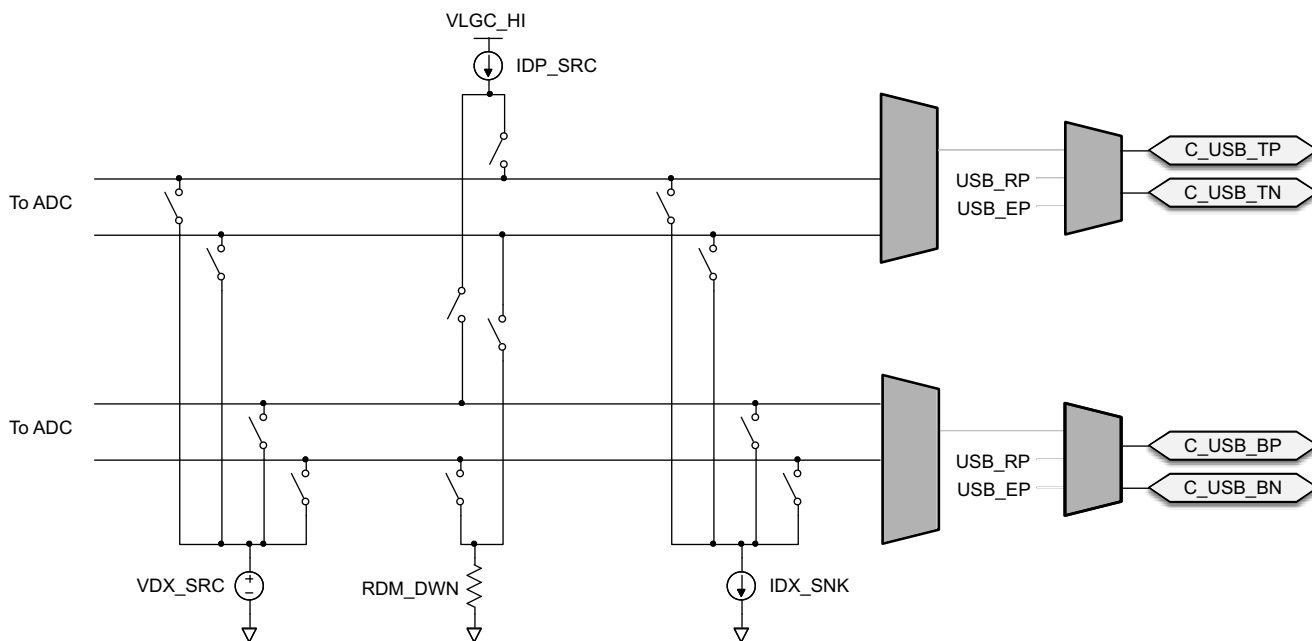 VLGC_HI
IDP_SRC
C_USB_TP
USB_RP
C_USB_TN
To ADC
USB_EP
To ADC
C_USB_BP
USB_RP
C_USB_BN
USB_EP
VDX_SRC
+
−
RDM_DWN
IDX_SNK